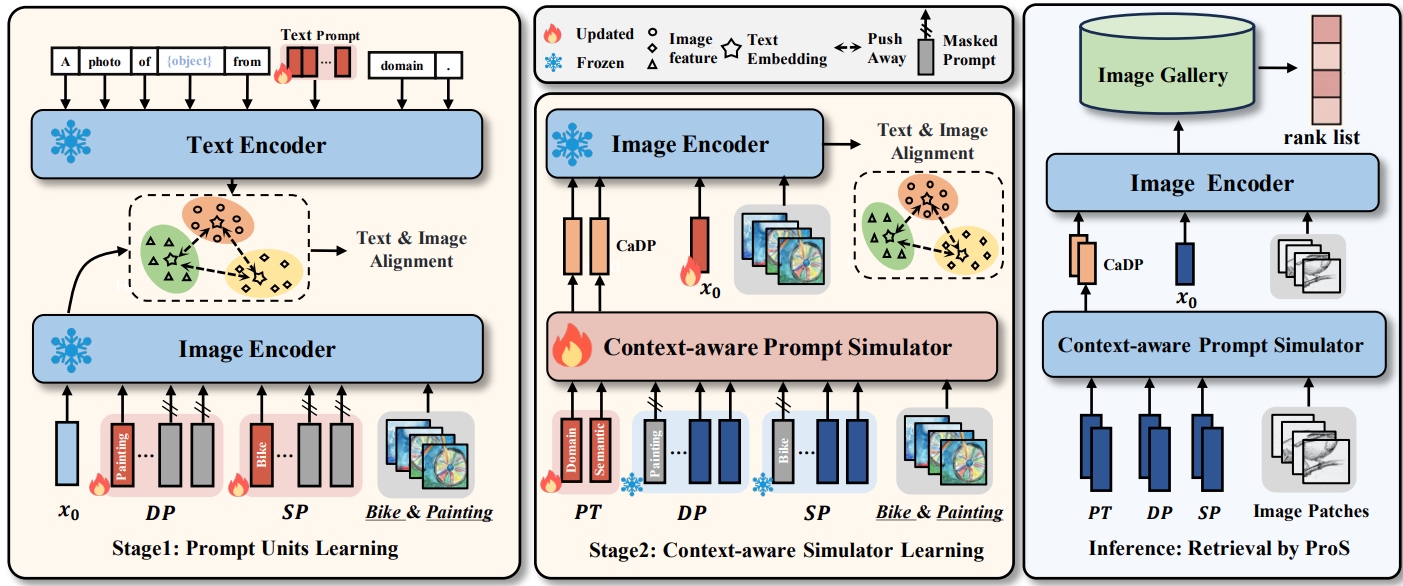 Text Prompt
A photo of {object} from ... domain .
Text Encoder
Text & Image
Alignment
Image Encoder
Painting
...
Bike
...
x0
DP
SP
Bike & Painting
Stage1: Prompt Units Learning
Updated
Frozen
Image
feature
Text
Embedding
Push
Away
Masked
Prompt
Image Encoder
Text & Image
Alignment
CaDP
x0
Context-aware Prompt Simulator
Domain
Semantic
Painting
...
Bike
...
PT
DP
SP
Bike & Painting
Stage2: Context-aware Simulator Learning
Image Gallery
rank list
Image Encoder
CaDP
x0
Context-aware Prompt Simulator
PT
DP
SP
Image Patches
Inference: Retrieval by ProS